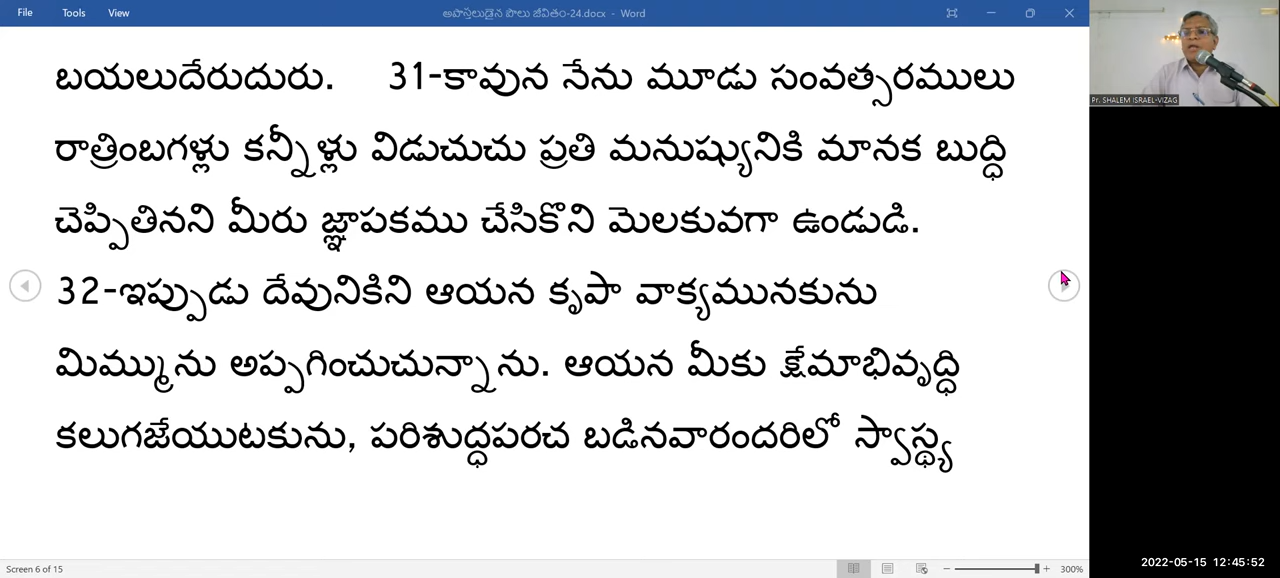 File Tools View అపొస్తలుడైన పౌలు జీవితం-24.docx - Word
బయలుదేరుదురు. 31-కావున నేను మూడు సంవత్సరములు
రాత్రింబగళ్లు కన్నీళ్లు విడుచుచు ప్రతి మనుష్యునికి మానక బుద్ధి
చెప్పితినని మీరు జ్ఞాపకము చేసికొని మెలకువగా ఉండుడి.
32-ఇప్పుడు దేవునికిని ఆయన కృపా వాక్యమునకును
మిమ్మును అప్పగించుచున్నాను. ఆయన మీకు క్షేమాభివృద్ధి
కలుగజేయుటకును, పరిశుద్ధపరచ బడినవారందరిలో స్వాస్థ్య
Pr. SHALEM ISRAEL-VIZAG
Screen 6 of 15
300%
2022-05-15 12:45:52